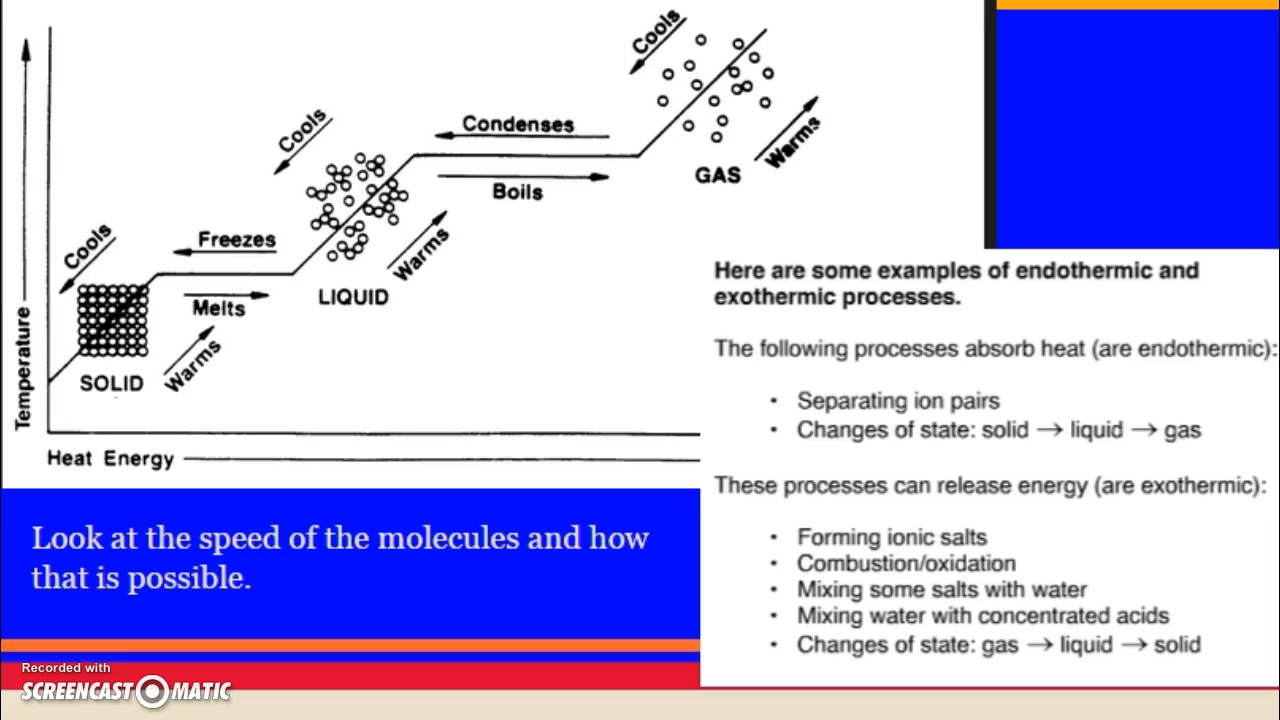 Cools
Condenses
Cools
Boils
GAS
Warms
Cools
Freezes
Warms
LIQUID
Melts
Warms
SOLID
Temperature
Heat Energy
Here are some examples of endothermic and
exothermic processes.
The following processes absorb heat (are endothermic):
• Separating ion pairs
• Changes of state: solid → liquid → gas
These processes can release energy (are exothermic):
• Forming ionic salts
• Combustion/oxidation
• Mixing some salts with water
• Mixing water with concentrated acids
• Changes of state: gas → liquid → solid
Look at the speed of the molecules and how
that is possible.
Recorded with
SCREENCAST MATIC